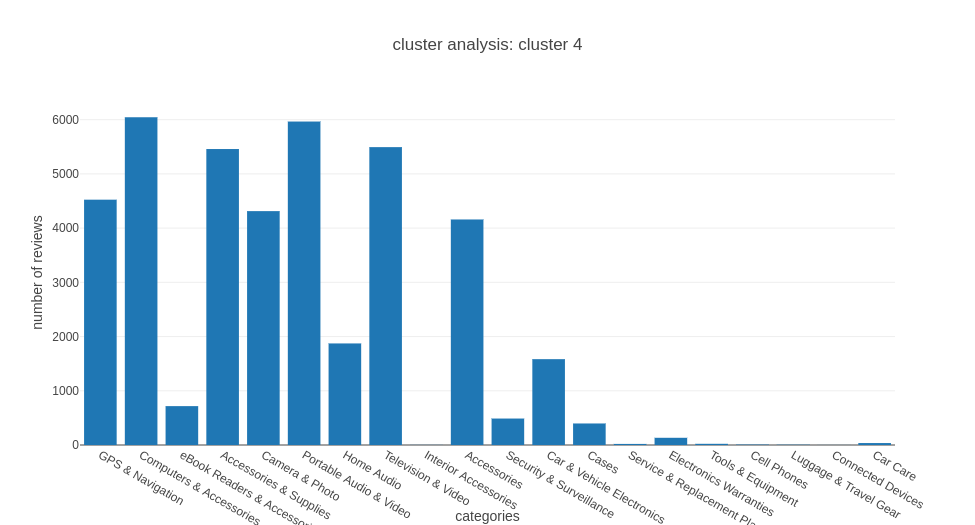 cluster analysis: cluster 4
number of reviews
6000
5000
4000
3000
2000
1000
0
GPS & Navigation
Computers & Accessories
eBook Readers & Accessor
Accessories & Supplies
Camera & Photo
Portable Audio & Video
Home Audio
Television & Video
Interior Accessories
Accessories
Security & Surveillance
Car & Vehicle Electronics
Cases
Service & Replacement Pla
Electronics Warranties
Tools & Equipment
Cell Phones
Luggage & Travel Gear
Connected Devices
Car Care
categories